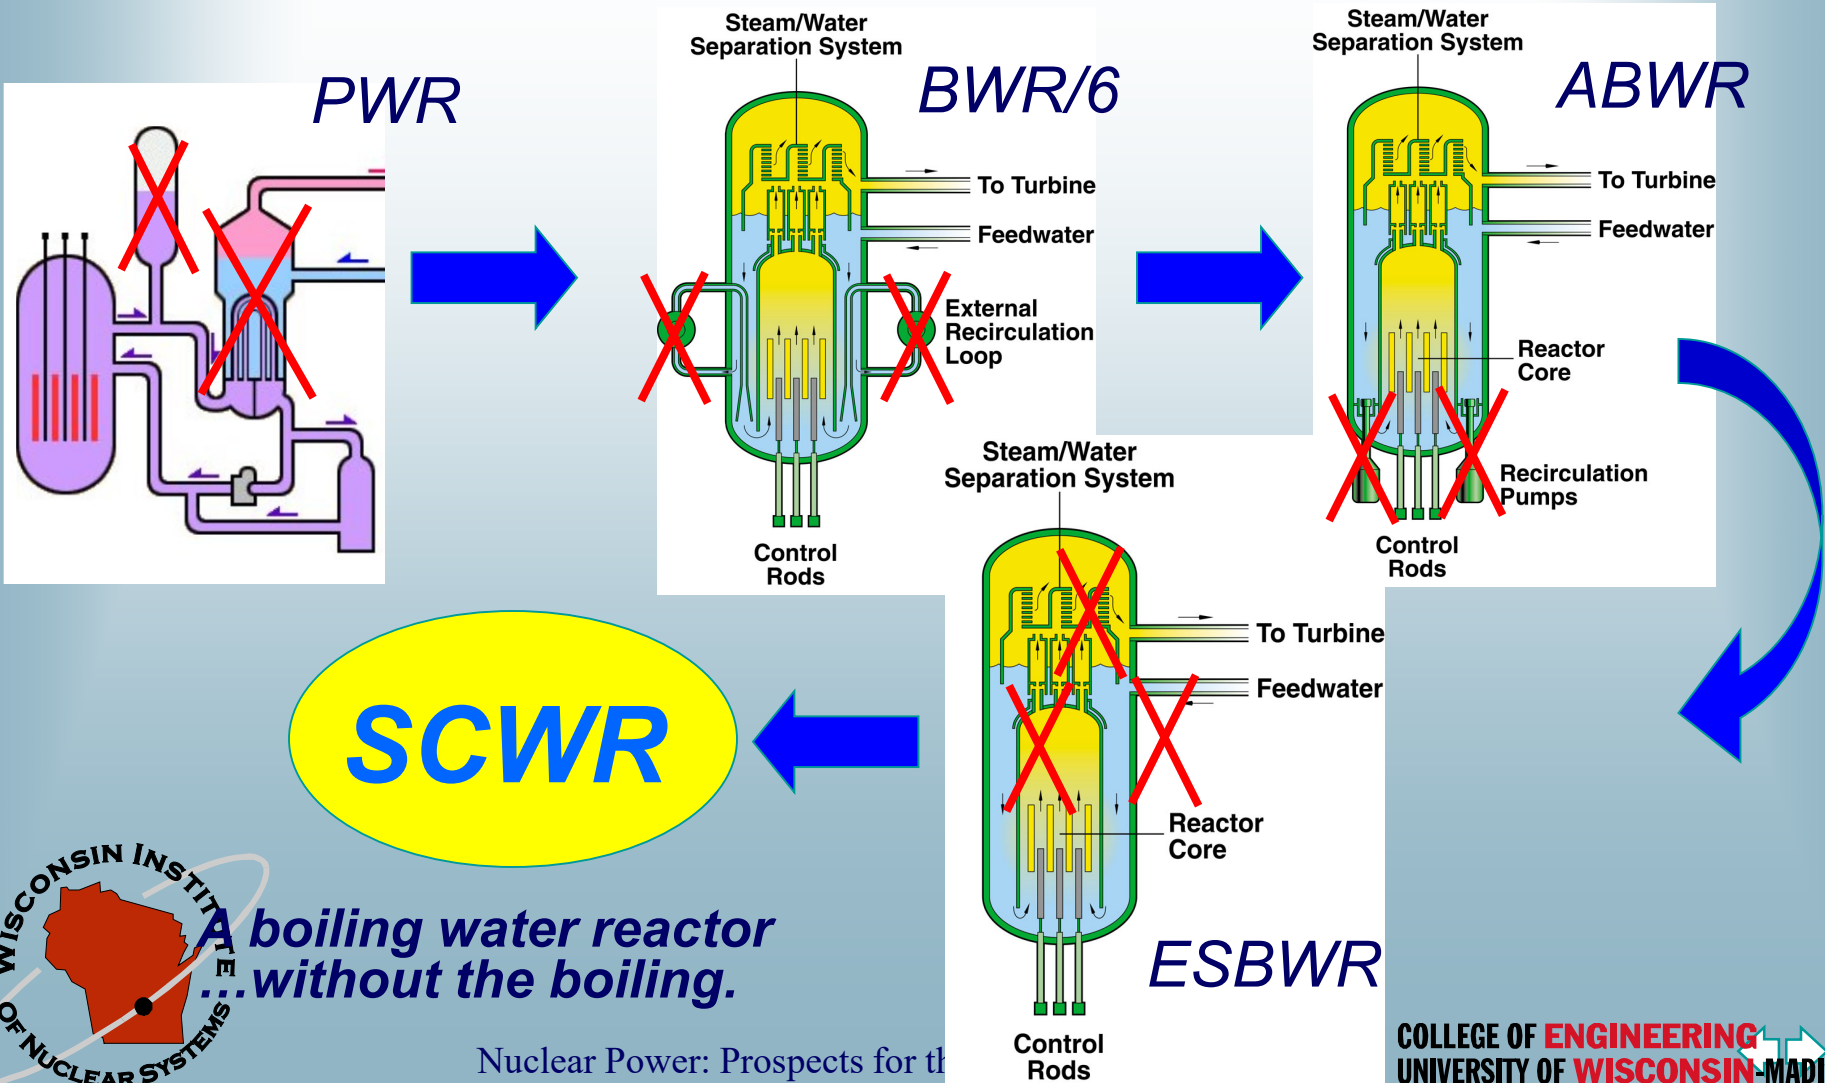 PWR
Steam/Water
Separation System
BWR/6
To Turbine
Feedwater
External
Recirculation
Loop
Control
Rods
Steam/Water
Separation System
ABWR
To Turbine
Feedwater
Reactor
Core
Recirculation
Pumps
Control
Rods
Steam/Water
Separation System
To Turbine
Feedwater
Reactor
Core
ESBWR
Control
Rods
SCWR
A boiling water reactor
...without the boiling.
WISCONSIN INSTITUTE
OF NUCLEAR SYSTEMS
Nuclear Power: Prospects for
COLLEGE OF ENGINEERING
UNIVERSITY OF WISCONSIN-MADI